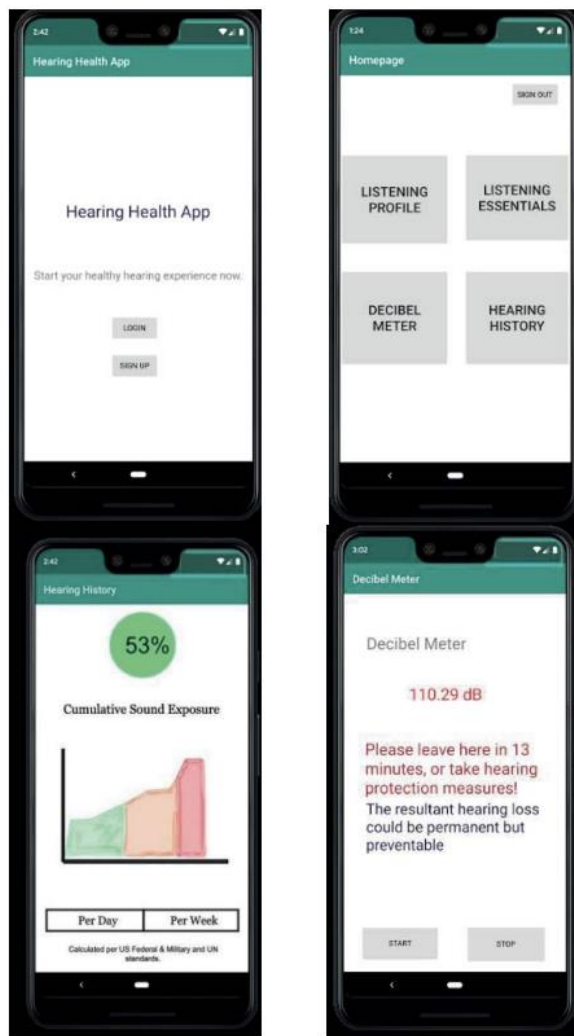 2:42
Hearing Health App
Hearing Health App
Start your healthy hearing experience now.
LOGIN
SIGN UP
1:24
Homepage
SIGN OUT
LISTENING
PROFILE
LISTENING
ESSENTIALS
DECIBEL
METER
HEARING
HISTORY
2:42
Hearing History
53%
Cumulative Sound Exposure
Per Day
Per Week
Calculated per US Federal & Military and UN
standards.
3:02
Decibel Meter
Decibel Meter
110.29 dB
Please leave here in 13
minutes, or take hearing
protection measures!
The resultant hearing loss
could be permanent but
preventable
START
STOP